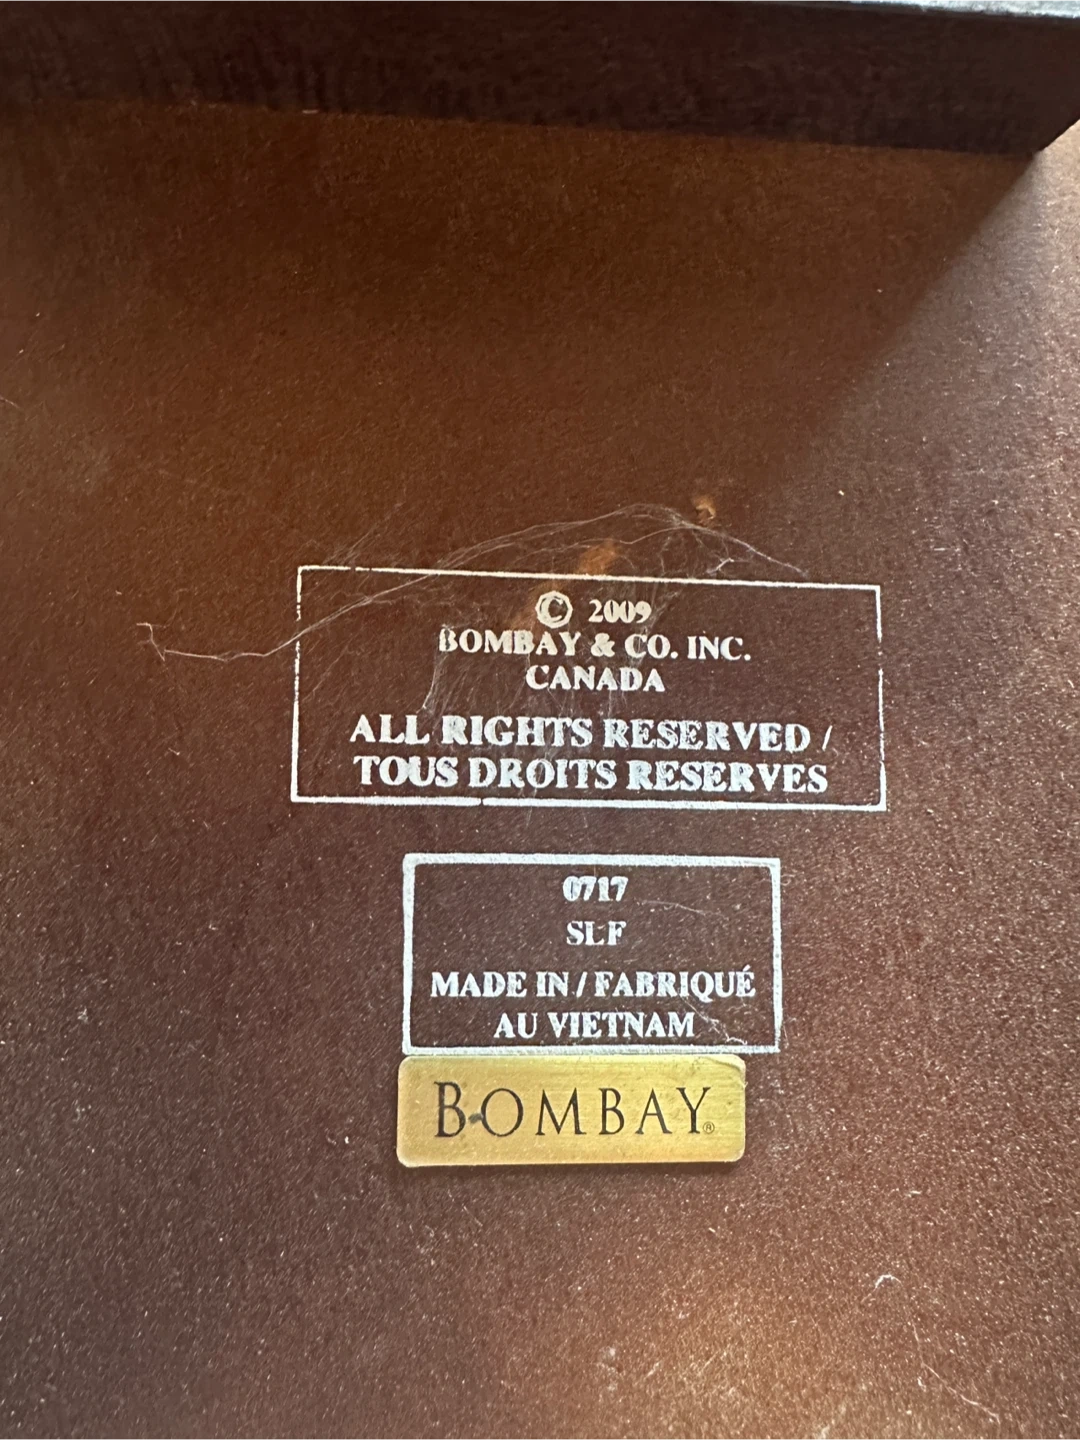 © 2009
BOMBAY & CO. INC.
CANADA
ALL RIGHTS RESERVED /
TOUS DROITS RESERVES
0717
SLF
MADE IN / FABRIQUÉ
AU VIETNAM
BOMBAY®